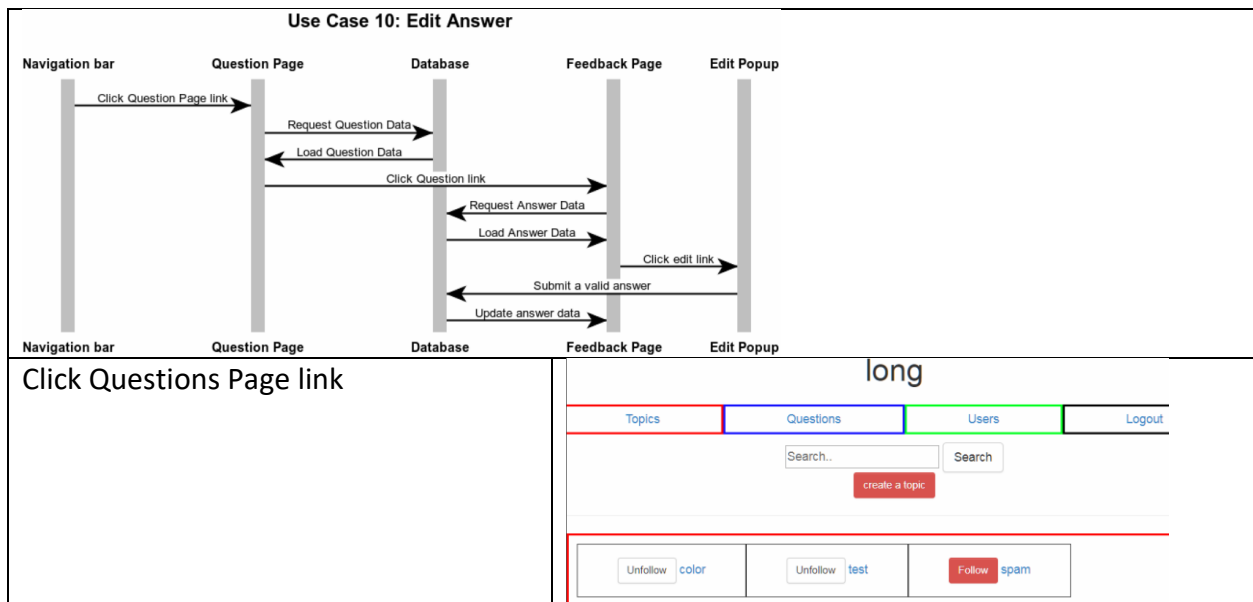 Use Case 10: Edit Answer
Navigation bar Question Page Database Feedback Page Edit Popup
Click Question Page link
Request Question Data
Load Question Data
Click Question link
Request Answer Data
Load Answer Data
Click edit link
Submit a valid answer
Update answer data
Navigation bar Question Page Database Feedback Page Edit Popup
Click Questions Page link
long
Topics Questions Users Logout
Search.. Search
create a topic
Unfollow color Unfollow test Follow spam